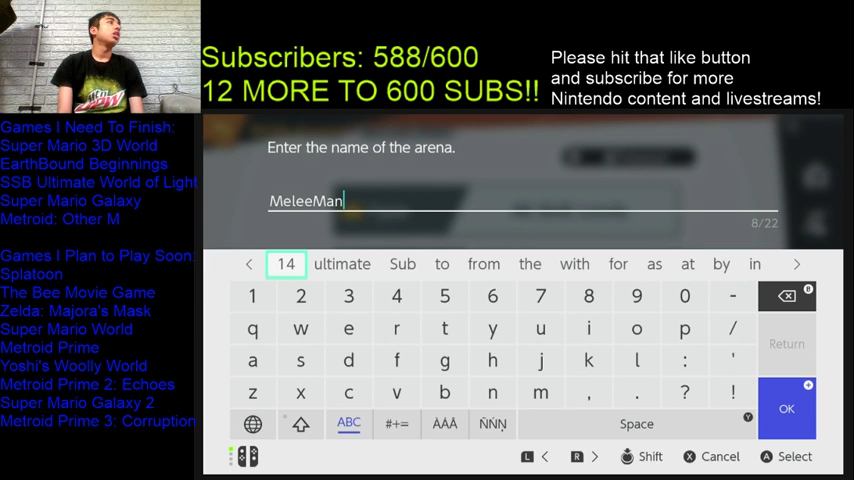 Subscribers: 588/600
12 MORE TO 600 SUBS!!
Please hit that like button
and subscribe for more
Nintendo content and livestreams!
Games I Need To Finish:
Super Mario 3D World
EarthBound Beginnings
SSB Ultimate World of Light
Super Mario Galaxy
Metroid: Other M
Games I Plan to Play Soon:
Splatoon
The Bee Movie Game
Zelda: Majora's Mask
Super Mario World
Metroid Prime
Yoshi's Woolly World
Metroid Prime 2: Echoes
Super Mario Galaxy 2
Metroid Prime 3: Corruption
Enter the name of the arena.
MeleeMan
8/22
< 14 ultimate Sub to from the with for as at by in >
1 2 3 4 5 6 7 8 9 0 - B
q w e r t y u i o p / Return
a s d f g h j k l : '
z x c v b n m , . ? ! + OK
ABC #+= ÀÂÅ ÑŃŅ Space Y
L < R > Shift X Cancel A Select